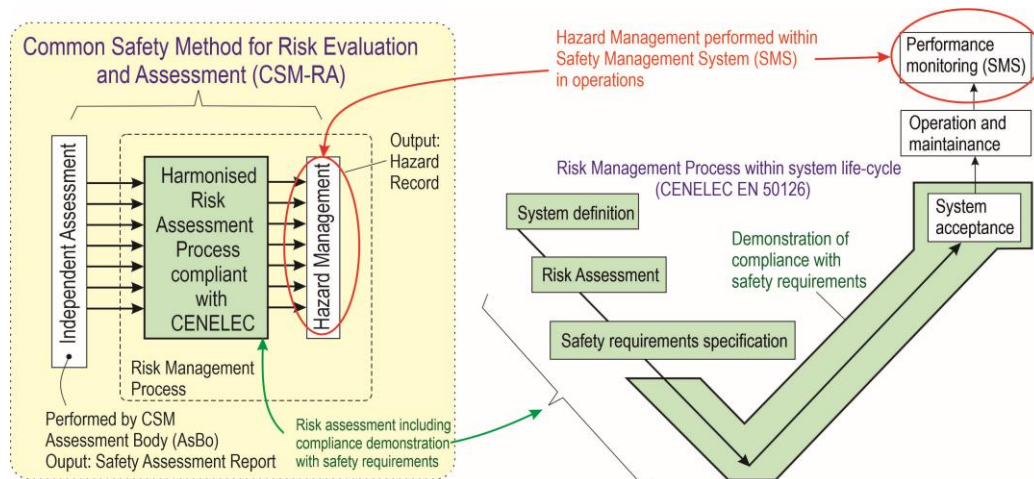 Common Safety Method for Risk Evaluation
and Assessment (CSM-RA)
Independent Assessment
Harmonised
Risk
Assessment
Process
compliant
with
CENELEC
Hazard Management
Output:
Hazard
Record
Risk Management
Process
Performed by CSM
Assessment Body (AsBo)
Ouput: Safety Assessment Report
Risk assessment including
compliance demonstration
with safety requirements
Hazard Management performed within
Safety Management System (SMS)
in operations
Performance
monitoring (SMS)
Operation and
maintainance
Risk Management Process within system life-cycle
(CENELEC EN 50126)
System definition
System
acceptance
Demonstration of
compliance with
safety requirements
Risk Assessment
Safety requirements specification